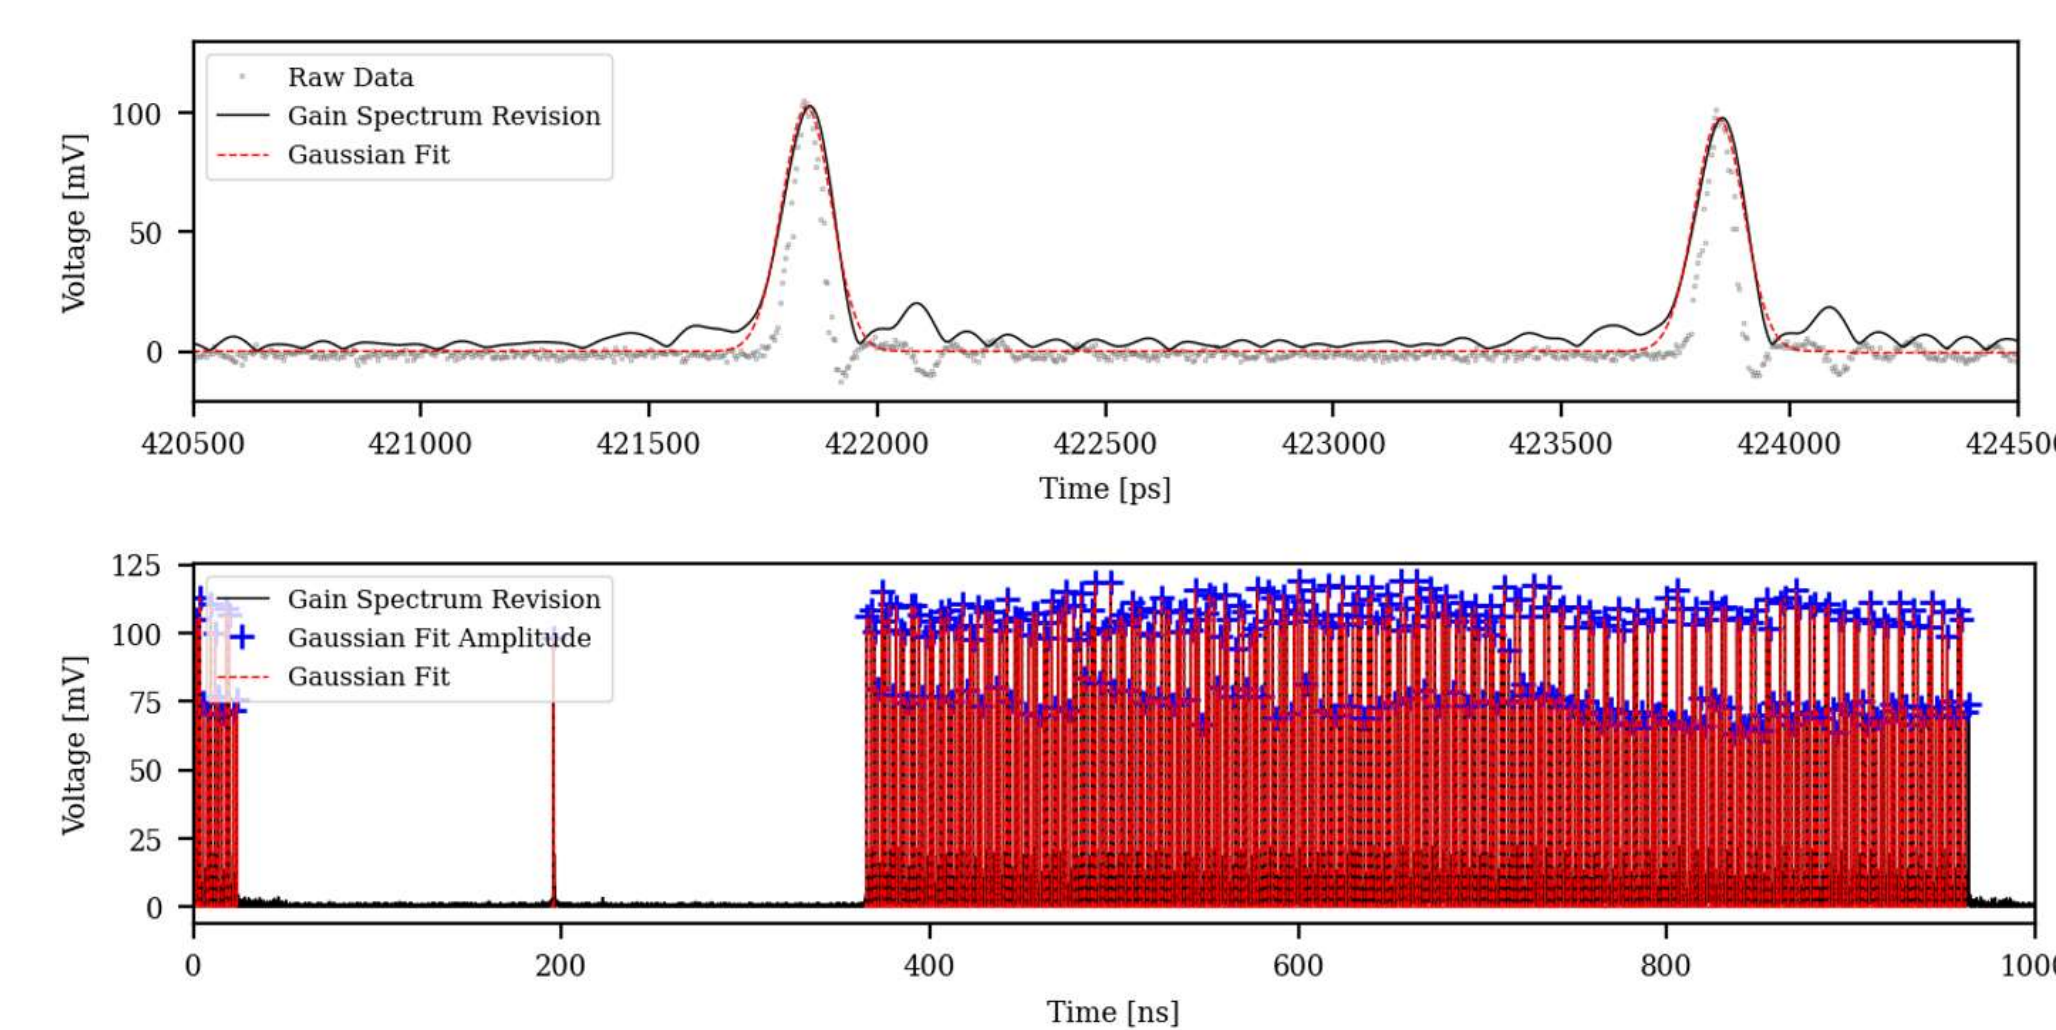 Raw Data
Gain Spectrum Revision
Gaussian Fit
Voltage [mV]
100
50
0
420500 421000 421500 422000 422500 423000 423500 424000 42450
Time [ps]
Gain Spectrum Revision
Gaussian Fit Amplitude
Gaussian Fit
Voltage [mV]
125
100
75
50
25
0
0 200 400 600 800 100
Time [ns]